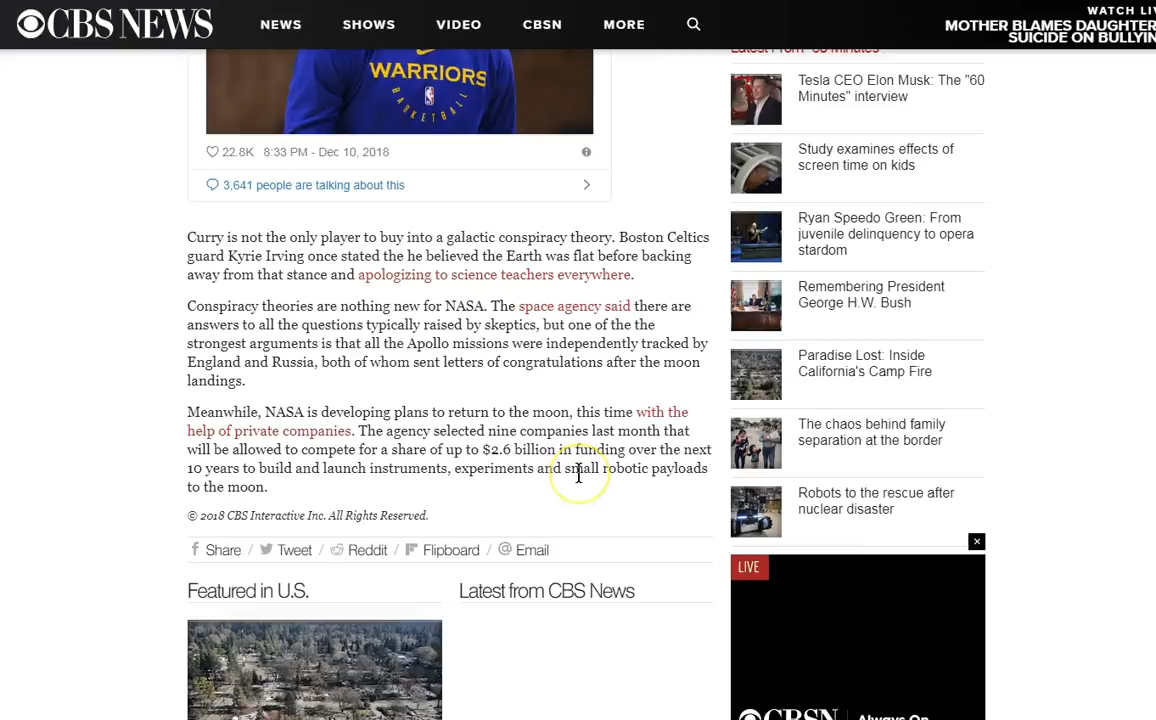 CBS NEWS
NEWS
SHOWS
VIDEO
CBSN
MORE
WATCH LIV
MOTHER BLAMES DAUGHTER
SUICIDE ON BULLYIN
WARRIORS
BASKETBALL
22.8K 8:33 PM - Dec 10, 2018
3,641 people are talking about this
Curry is not the only player to buy into a galactic conspiracy theory. Boston Celtics
guard Kyrie Irving once stated the he believed the Earth was flat before backing
away from that stance and apologizing to science teachers everywhere.
Conspiracy theories are nothing new for NASA. The space agency said there are
answers to all the questions typically raised by skeptics, but one of the the
strongest arguments is that all the Apollo missions were independently tracked by
England and Russia, both of whom sent letters of congratulations after the moon
landings.
Meanwhile, NASA is developing plans to return to the moon, this time with the
help of private companies. The agency selected nine companies last month that
will be allowed to compete for a share of up to $2.6 billion in funding over the next
10 years to build and launch instruments, experiments and small robotic payloads
to the moon.
© 2018 CBS Interactive Inc. All Rights Reserved.
Share / Tweet / Reddit / Flipboard / @ Email
Featured in U.S.
Latest from CBS News
Latest From "60 Minutes"
Tesla CEO Elon Musk: The "60
Minutes" interview
Study examines effects of
screen time on kids
Ryan Speedo Green: From
juvenile delinquency to opera
stardom
Remembering President
George H.W. Bush
Paradise Lost: Inside
California's Camp Fire
The chaos behind family
separation at the border
Robots to the rescue after
nuclear disaster
LIVE
CBSN Always On